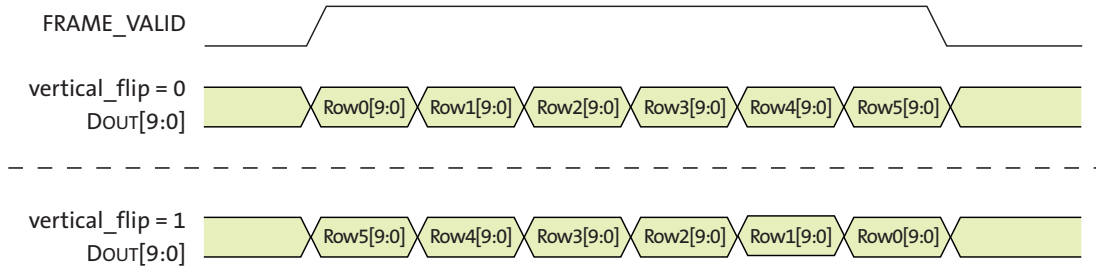 FRAME_VALID
vertical_flip = 0
DOUT[9:0]
Row0[9:0] Row1[9:0] Row2[9:0] Row3[9:0] Row4[9:0] Row5[9:0]
vertical_flip = 1
DOUT[9:0]
Row5[9:0] Row4[9:0] Row3[9:0] Row2[9:0] Row1[9:0] Row0[9:0]